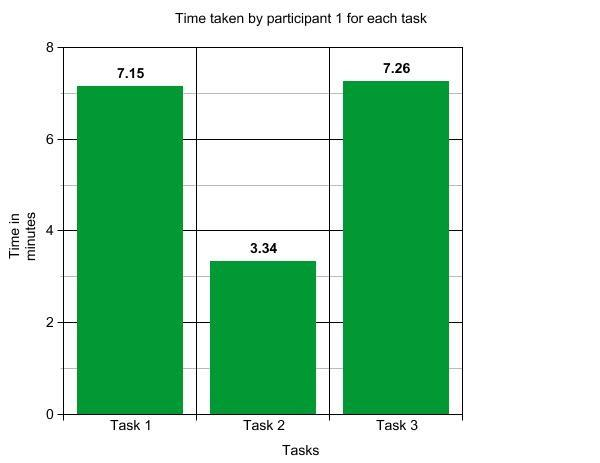 Time taken by participant 1 for each task
8
7.15
7.26
6
4
3.34
Time in
minutes
2
0
Task 1
Task 2
Task 3
Tasks